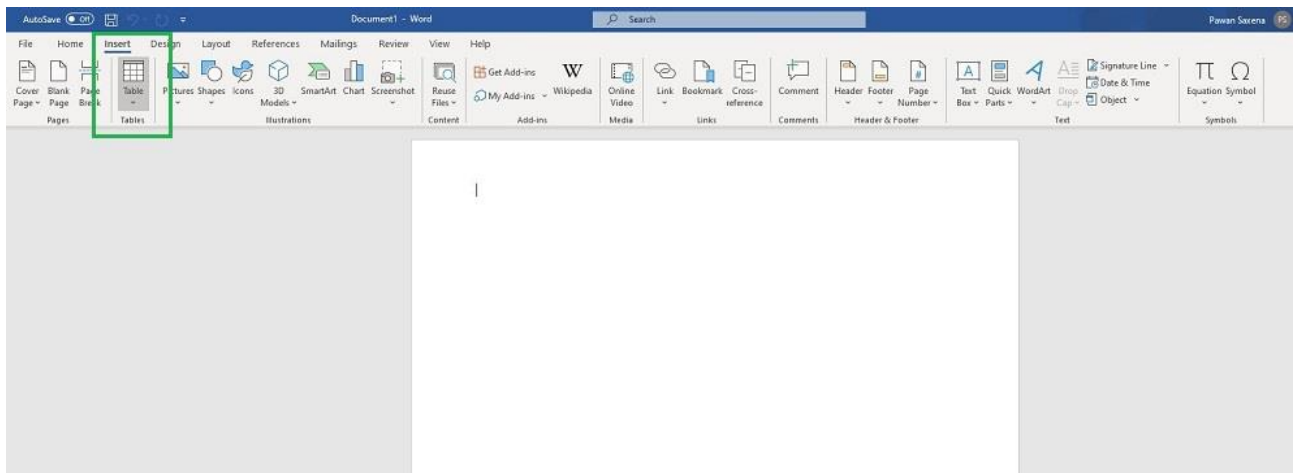 AutoSave Off Document1 - Word Search Pawan Saxena PS
File Home Insert Design Layout References Mailings Review View Help
Cover Page
Blank Page
Page Break
Pages
Table
Tables
Pictures
Shapes
Icons
3D Models
SmartArt
Chart
Screenshot
Illustrations
Reuse Files
Content
Get Add-ins
My Add-ins
W
Wikipedia
Add-ins
Online Video
Media
Link
Bookmark
Cross-reference
Links
Comment
Comments
Header
Footer
Page Number
Header & Footer
Text Box
Quick Parts
WordArt
Drop Cap
Signature Line
Date & Time
Object
Text
Equation
Symbol
Symbols